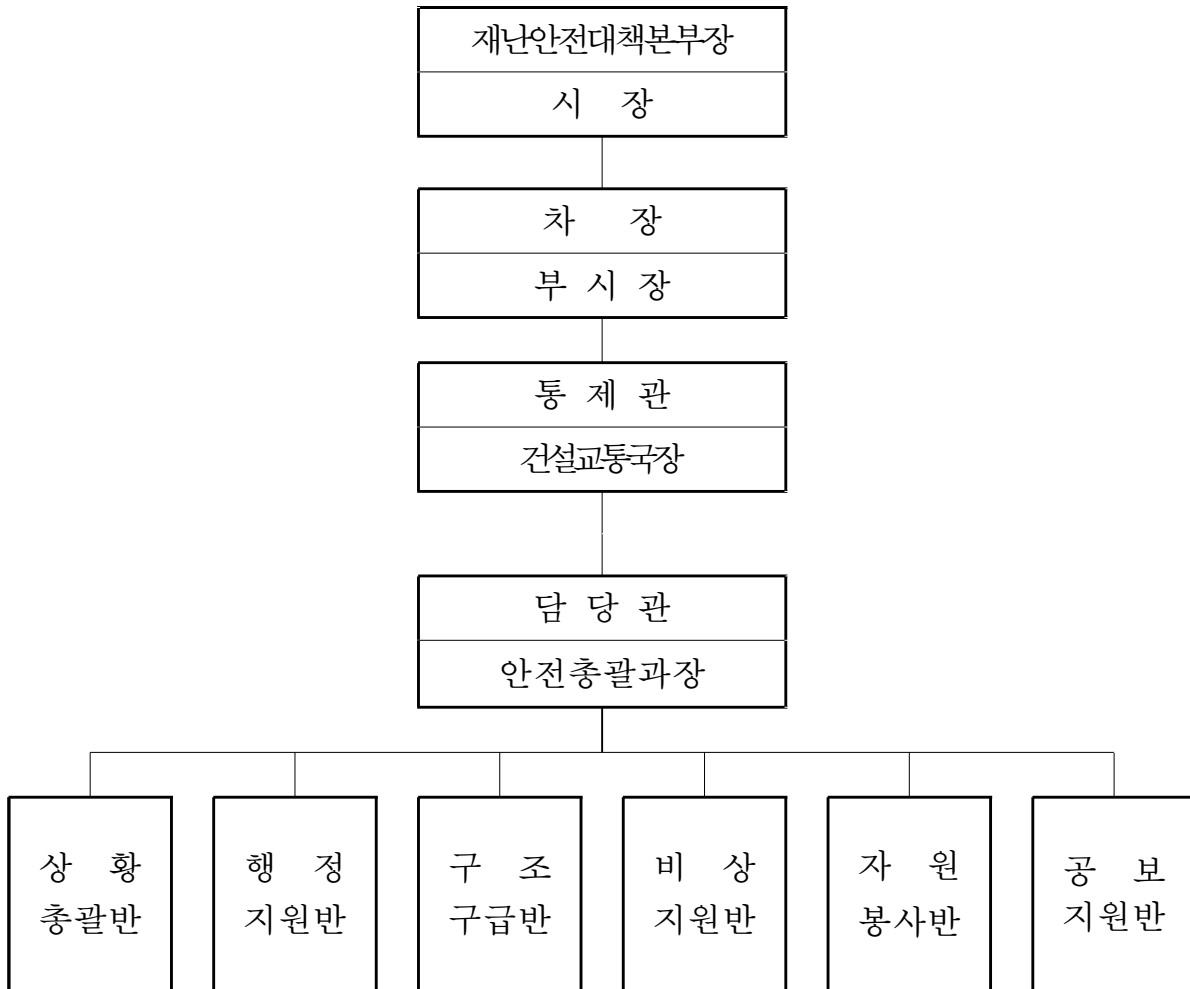 재난안전대책본부장
시 장
차 장
부 시 장
통 제 관
건설교통국장
담 당 관
안전총괄과장
상 황
총괄반
행 정
지원반
구 조
구급반
비 상
지원반
자 원
봉사반
공 보
지원반